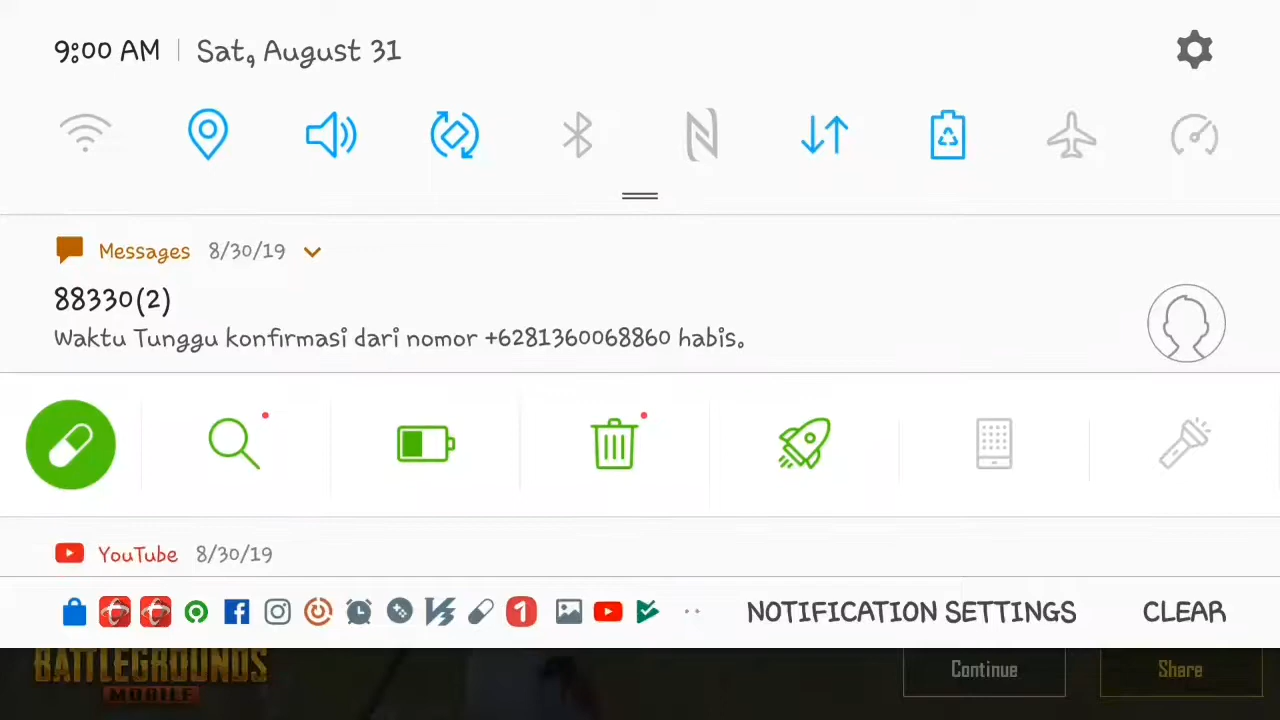 9:00 AM | Sat, August 31
Messages 8/30/19
88330(2)
Waktu Tunggu konfirmasi dari nomor +6281360068860 habis.
YouTube 8/30/19
1
NOTIFICATION SETTINGS CLEAR
BATTLEGROUNDS
MOBILE
Continue Share